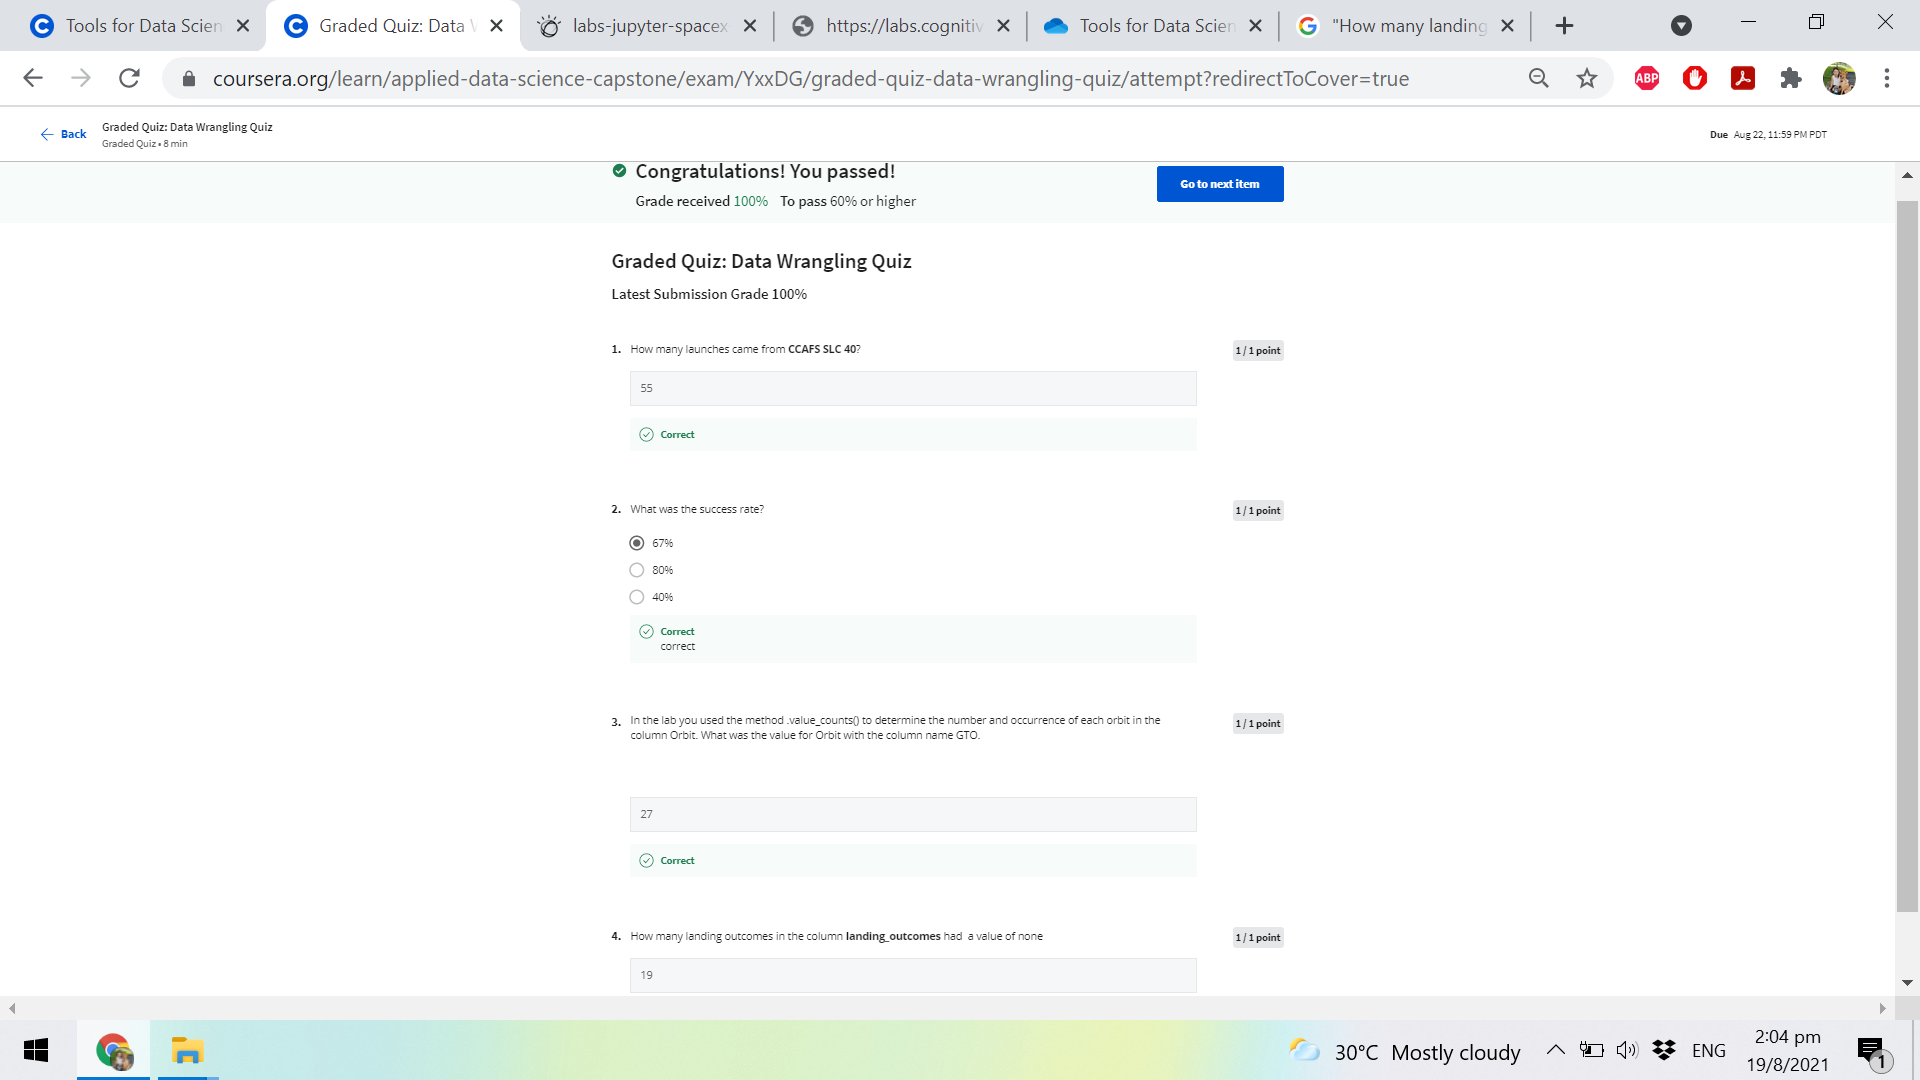 Tools for Data Scien
Graded Quiz: Data
labs-jupyter-spacex
https://labs.cognitiv
Tools for Data Scien
"How many landing
coursera.org/learn/applied-data-science-capstone/exam/YxxDG/graded-quiz-data-wrangling-quiz/attempt?redirectToCover=true
ABP
Back
Graded Quiz: Data Wrangling Quiz
Graded Quiz • 8 min
Due Aug 22, 11:59 PM PDT
Congratulations! You passed!
Grade received 100% To pass 60% or higher
Go to next item
Graded Quiz: Data Wrangling Quiz
Latest Submission Grade 100%
1. How many launches came from CCAFS SLC 40?
1 / 1 point
55
Correct
2. What was the success rate?
1 / 1 point
67%
80%
40%
Correct
correct
3. In the lab you used the method .value_counts() to determine the number and occurrence of each orbit in the
column Orbit. What was the value for Orbit with the column name GTO.
1 / 1 point
27
Correct
4. How many landing outcomes in the column landing_outcomes had a value of none
1 / 1 point
19
30°C Mostly cloudy
ENG
2:04 pm
19/8/2021
1